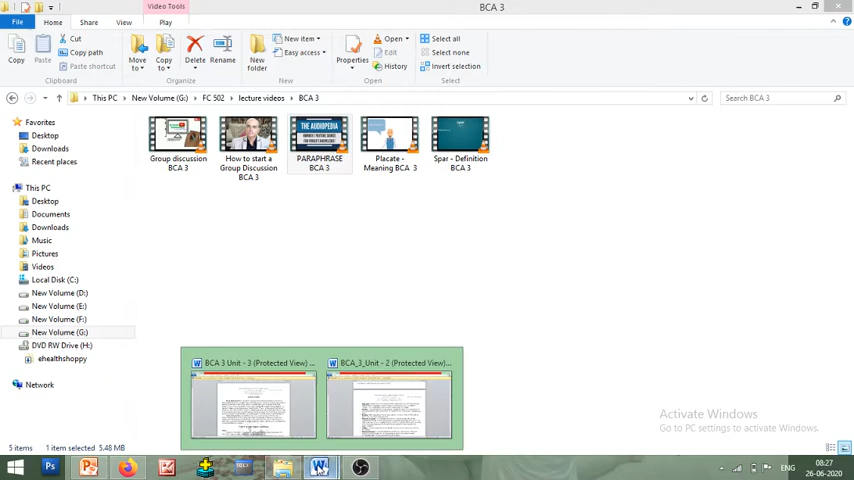 Video Tools
BCA 3
File
Home
Share
View
Play
Copy
Paste
Cut
Copy path
Paste shortcut
Clipboard
Move to
Copy to
Delete
Rename
Organize
New folder
New item
Easy access
New
Properties
Open
Edit
History
Open
Select all
Select none
Invert selection
Select
This PC
New Volume (G:)
FC 502
lecture videos
BCA 3
Search BCA 3
Favorites
Desktop
Downloads
Recent places
This PC
Desktop
Documents
Downloads
Music
Pictures
Videos
Local Disk (C:)
New Volume (D:)
New Volume (E:)
New Volume (F:)
New Volume (G:)
DVD RW Drive (H:)
ehealthshoppy
Network
THE AUDIOPEDIA
Group discussion
BCA 3
How to start a
Group Discussion
BCA 3
PARAPHRASE
BCA 3
Placate -
Meaning BCA 3
Spar - Definition
BCA 3
BCA 3 Unit - 3 (Protected View) ...
BCA_3_Unit - 2 (Protected View)...
Activate Windows
Go to PC settings to activate Windows.
5 items
1 item selected 5.48 MB
Ps
ENG
08:27
26-06-2020